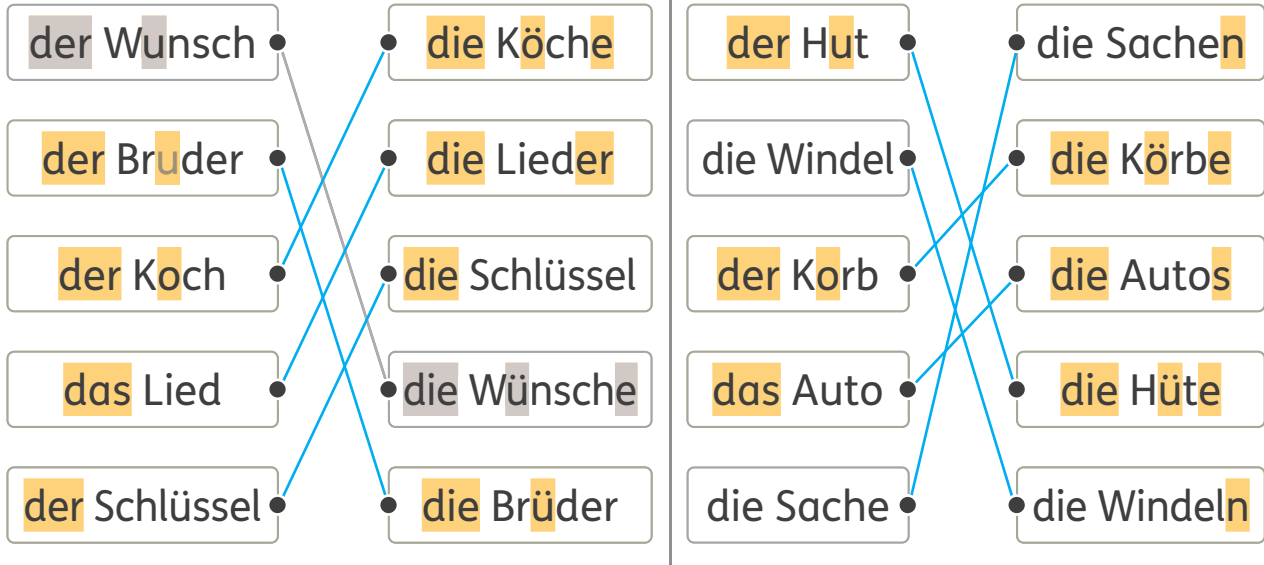 der Wunsch
die Köche
der Bruder
die Lieder
der Koch
die Schlüssel
das Lied
die Wünsche
der Schlüssel
die Brüder
der Hut
die Sachen
die Windel
die Körbe
der Korb
die Autos
das Auto
die Hüte
die Sache
die Windeln